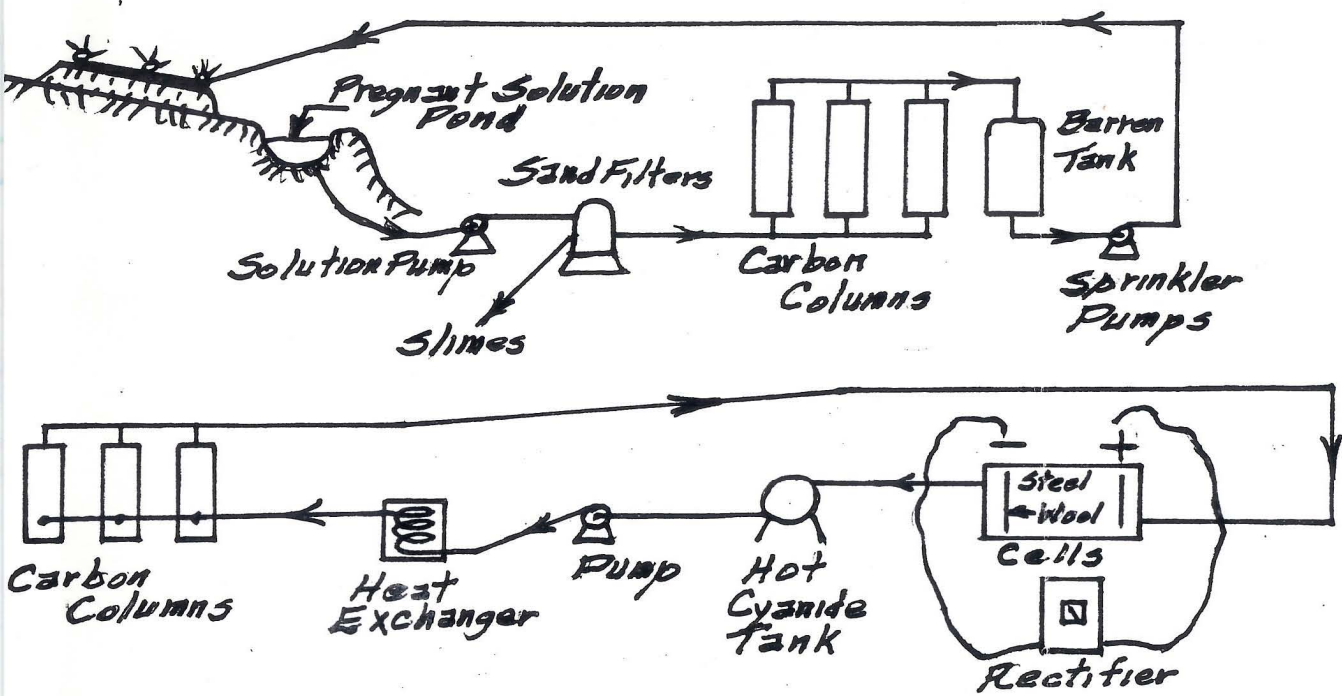 Pregnant Solution
Pond
Sand Filters
Barren
Tank
Solution Pump
Carbon
Columns
Sprinkler
Pumps
Slimes
− +
Steel
Wool
Cells
Carbon
Columns
Heat
Exchanger
Pump
Hot
Cyanide
Tank
Rectifier